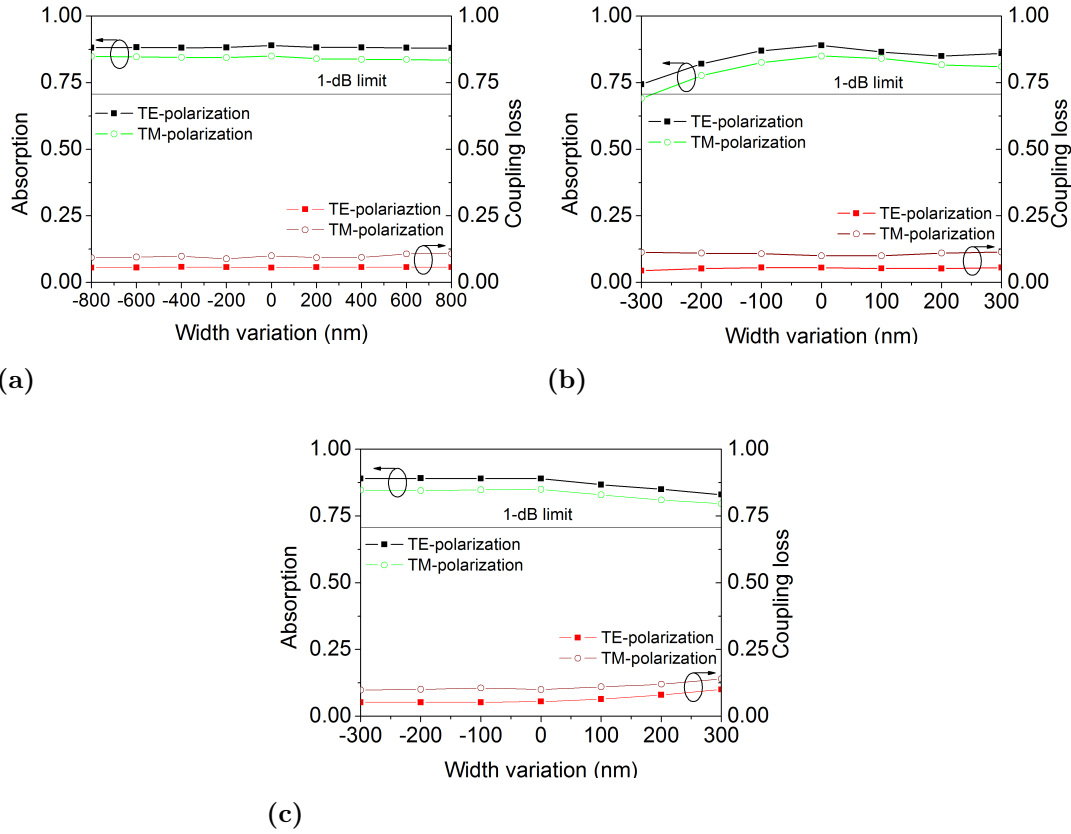 1.00 1.00
0.75 0.75
0.50 0.50
0.25 0.25
0.00 0.00
Absorption
Coupling loss
1-dB limit
TE-polarization
TM-polarization
TE-polariaztion
TM-polarization
-800 -600 -400 -200 0 200 400 600 800
Width variation (nm)
(a)
1.00 1.00
0.75 0.75
0.50 0.50
0.25 0.25
0.00 0.00
Absorption
Coupling loss
1-dB limit
TE-polarization
TM-polarization
TE-polarization
TM-polarization
-300 -200 -100 0 100 200 300
Width variation (nm)
(b)
1.00 1.00
0.75 0.75
0.50 0.50
0.25 0.25
0.00 0.00
Absorption
Coupling loss
1-dB limit
TE-polarization
TM-polarization
TE-polarization
TM-polarization
-300 -200 -100 0 100 200 300
Width variation (nm)
(c)